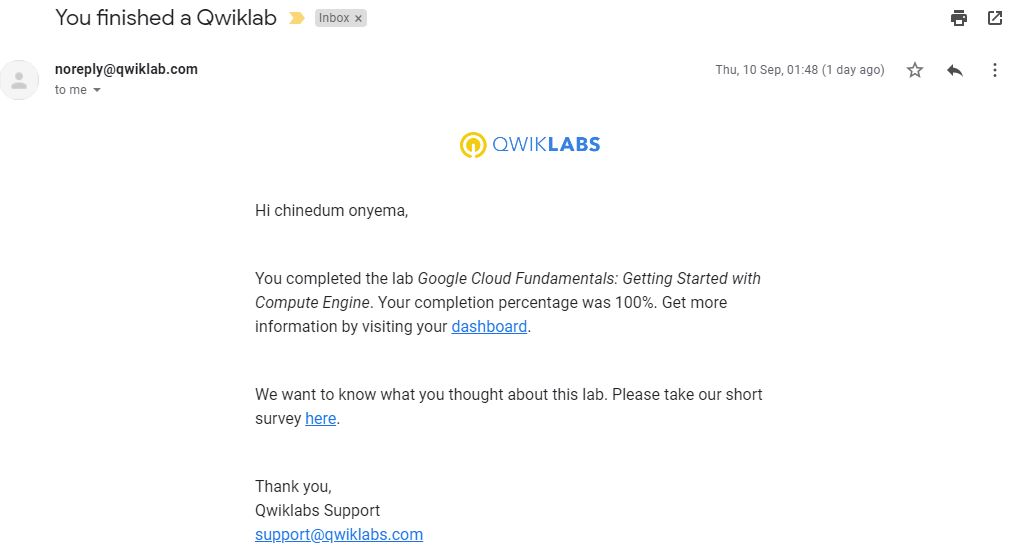 You finished a Qwiklab Inbox ×
noreply@qwiklab.com Thu, 10 Sep, 01:48 (1 day ago)
to me
QWIKLABS
Hi chinedum onyema,
You completed the lab Google Cloud Fundamentals: Getting Started with
Compute Engine. Your completion percentage was 100%. Get more
information by visiting your dashboard.
We want to know what you thought about this lab. Please take our short
survey here.
Thank you,
Qwiklabs Support
support@qwiklabs.com